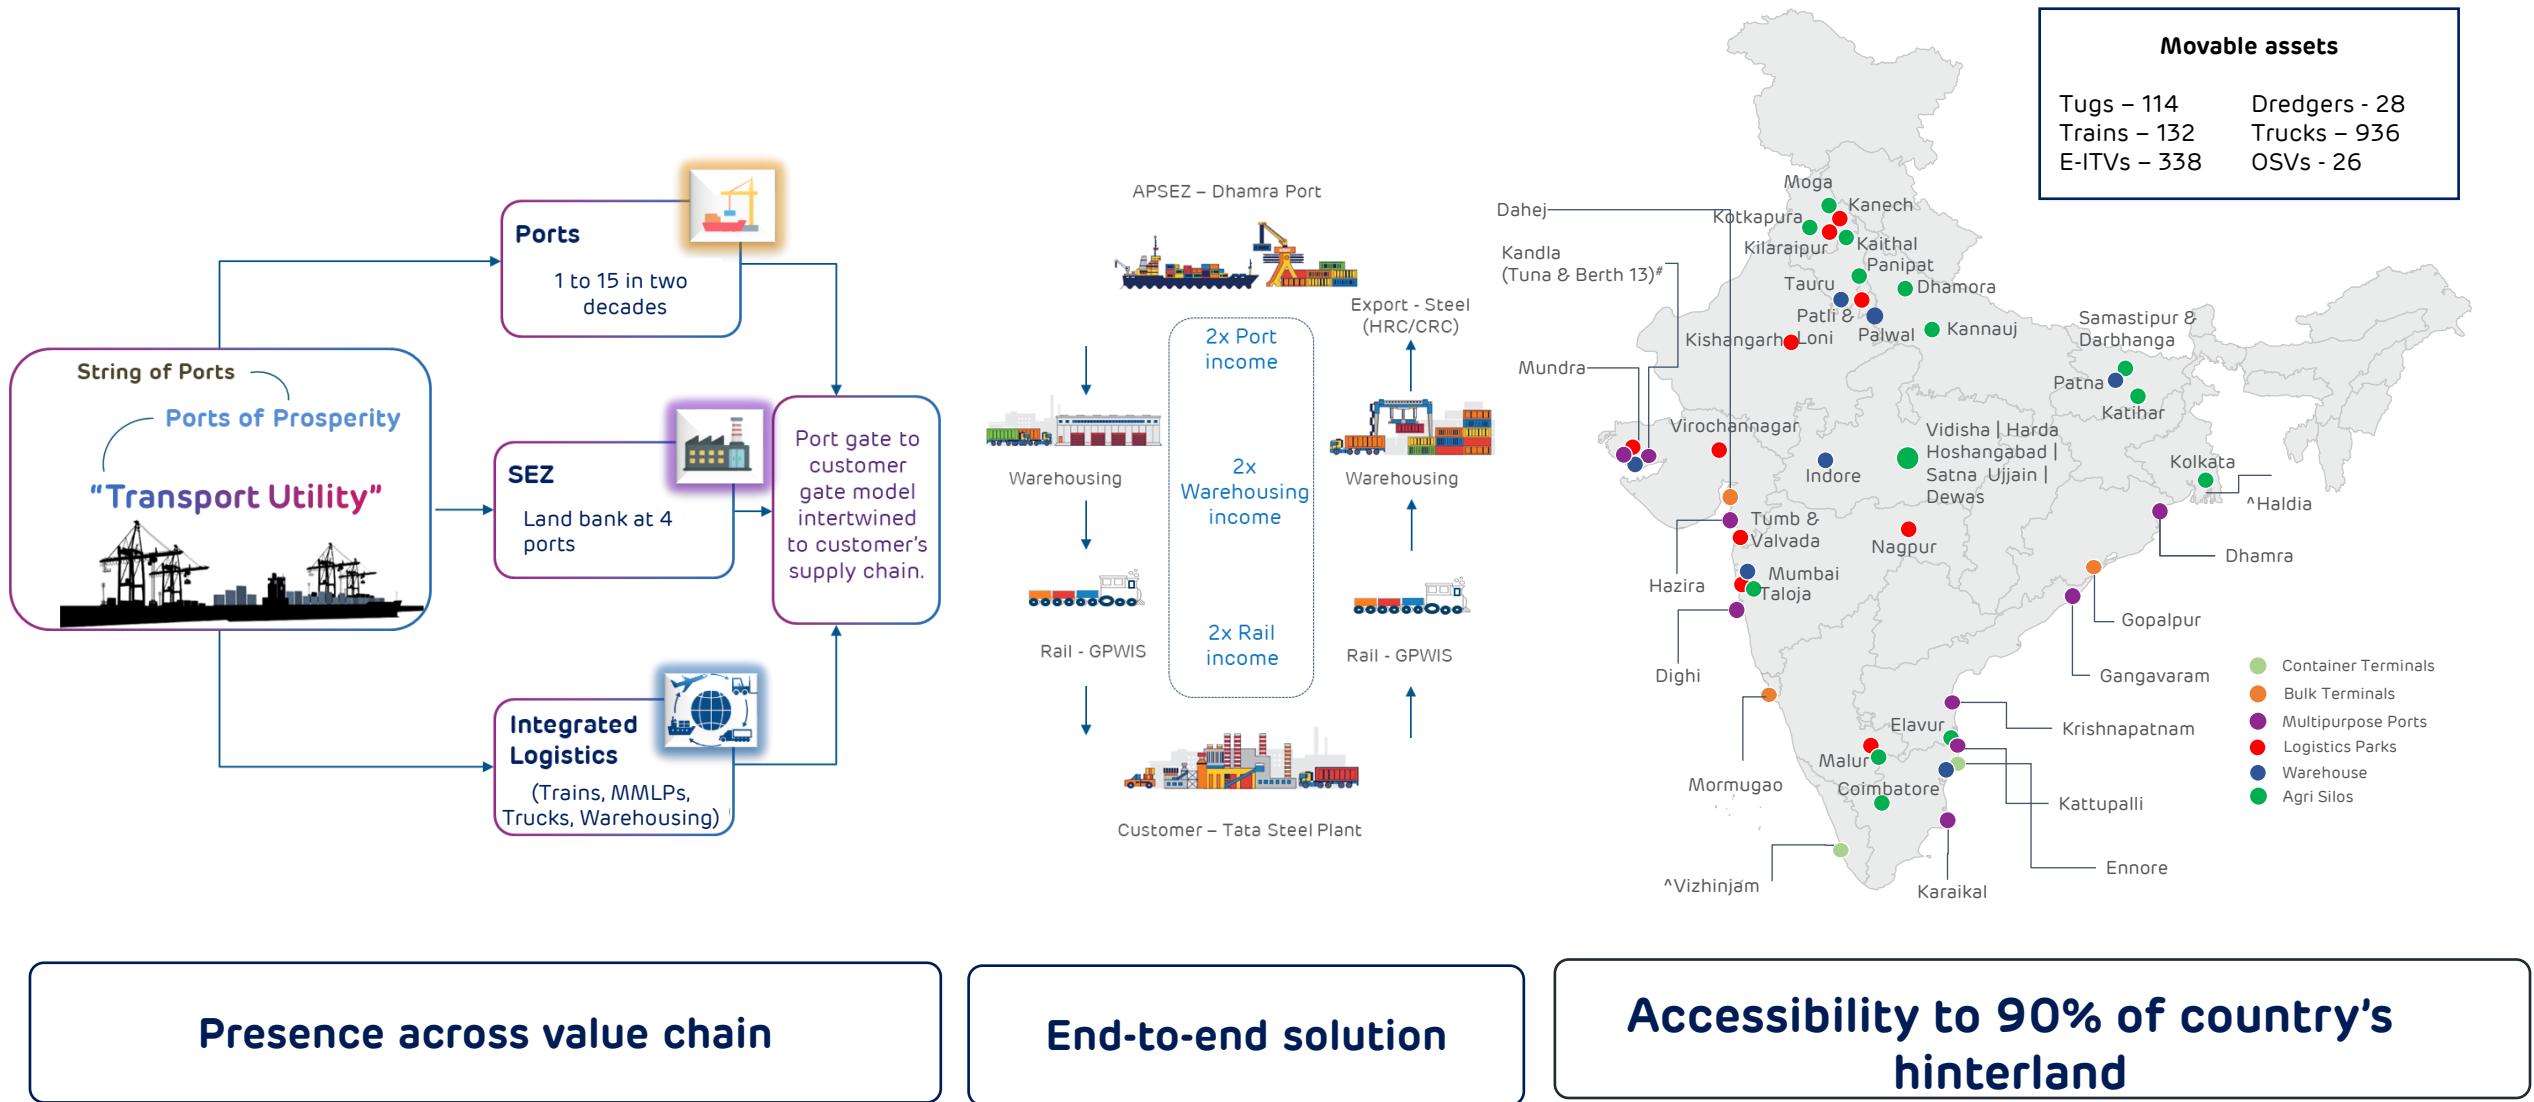 String of Ports
Ports of Prosperity
“Transport Utility”
Ports
1 to 15 in two
decades
SEZ
Land bank at 4
ports
Integrated
Logistics
(Trains, MMLPs,
Trucks, Warehousing)
Port gate to
customer
gate model
intertwined
to customer’s
supply chain.
Presence across value chain
APSEZ – Dhamra Port
Export - Steel
(HRC/CRC)
2x Port
income
2x
Warehousing
income
2x Rail
income
Warehousing
Warehousing
Rail - GPWIS
Rail - GPWIS
Customer – Tata Steel Plant
End-to-end solution
Movable assets
Tugs – 114
Dredgers - 28
Trains – 132
Trucks – 936
E-ITVs – 338
OSVs - 26
Dahej
Kandla
(Tuna & Berth 13)#
Mundra
Moga
Kanech
Kotkapura
Kilaraipur
Kaithal
Panipat
Tauru
Dhamora
Patli &
Loni
Palwal
Kishangarh
Kannauj
Samastipur &
Darbhanga
Patna
Katihar
Virochannagar
Indore
Vidisha | Harda
Hoshangabad |
Satna Ujjain |
Dewas
Kolkata
^Haldia
Tumb &
Valvada
Nagpur
Dhamra
Hazira
Mumbai
Taloja
Gopalpur
Dighi
Gangavaram
Krishnapatnam
Elavur
Mormugao
Malur
Coimbatore
Kattupalli
Ennore
^Vizhinjam
Karaikal
Container Terminals
Bulk Terminals
Multipurpose Ports
Logistics Parks
Warehouse
Agri Silos
Accessibility to 90% of country’s
hinterland